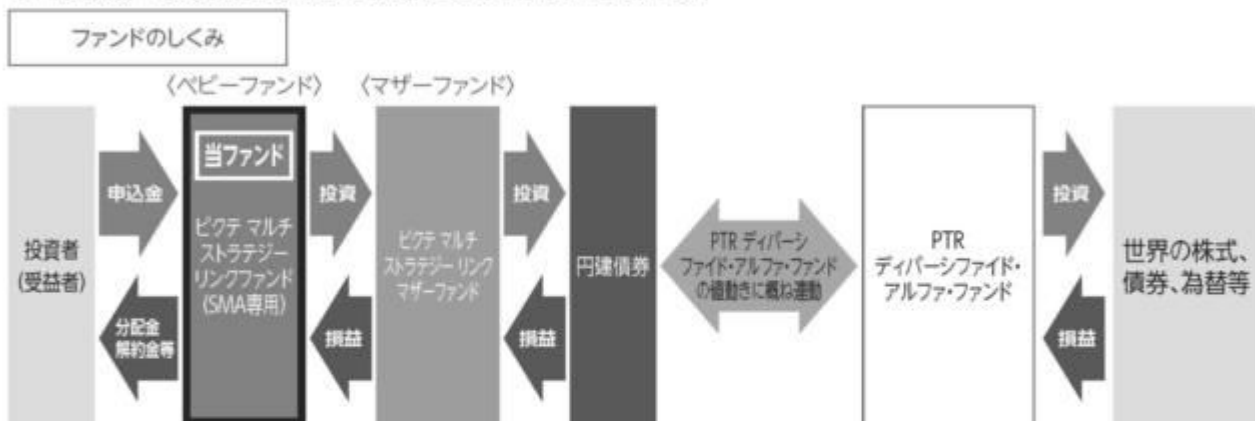 ファンドのしくみ
〈ベビーファンド〉
〈マザーファンド〉
投資者
(受益者)
申込金
分配金
解約金等
当ファンド
ピクテ マルチ
ストラテジー
リンクファンド
(SMA専用)
投資
損益
ピクテ マルチ
ストラテジー リンク
マザーファンド
投資
損益
円建債券
PTR ディバーシ
ファイド・アルファ・ファンド
の値動きに概ね連動
PTR
ディバーシファイド・
アルファ・ファンド
投資
損益
世界の株式、
債券、為替等